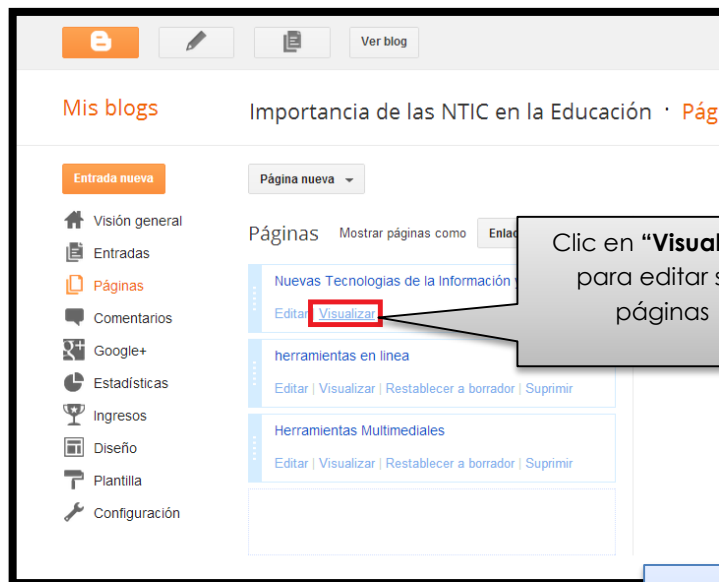 Ver blog
Mis blogs
Importancia de las NTIC en la Educación · Pág
Entrada nueva
Página nueva
Visión general
Entradas
Páginas
Comentarios
Google+
Estadísticas
Ingresos
Diseño
Plantilla
Configuración
Páginas Mostrar páginas como Enlac
Nuevas Tecnologias de la Información y
Editar | Visualizar
herramientas en linea
Editar | Visualizar | Restablecer a borrador | Suprimir
Herramientas Multimediales
Editar | Visualizar | Restablecer a borrador | Suprimir
Clic en “Visual
para editar s
páginas